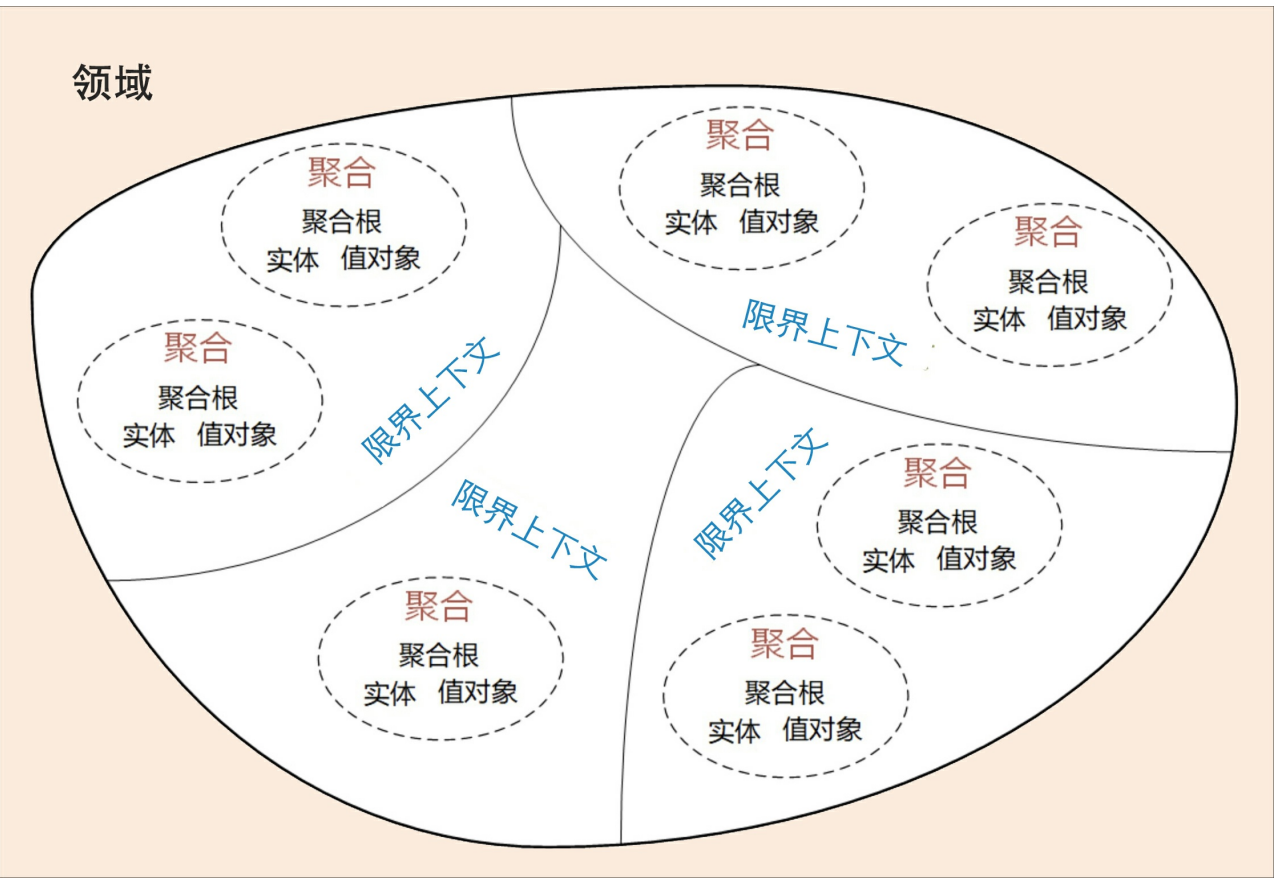 领域
聚合
聚合根
实体 值对象
聚合
聚合根
实体 值对象
限界上下文
聚合
聚合根
实体 值对象
聚合
聚合根
实体 值对象
限界上下文
限界上下文
聚合
聚合根
实体 值对象
限界上下文
聚合
聚合根
实体 值对象
聚合
聚合根
实体 值对象